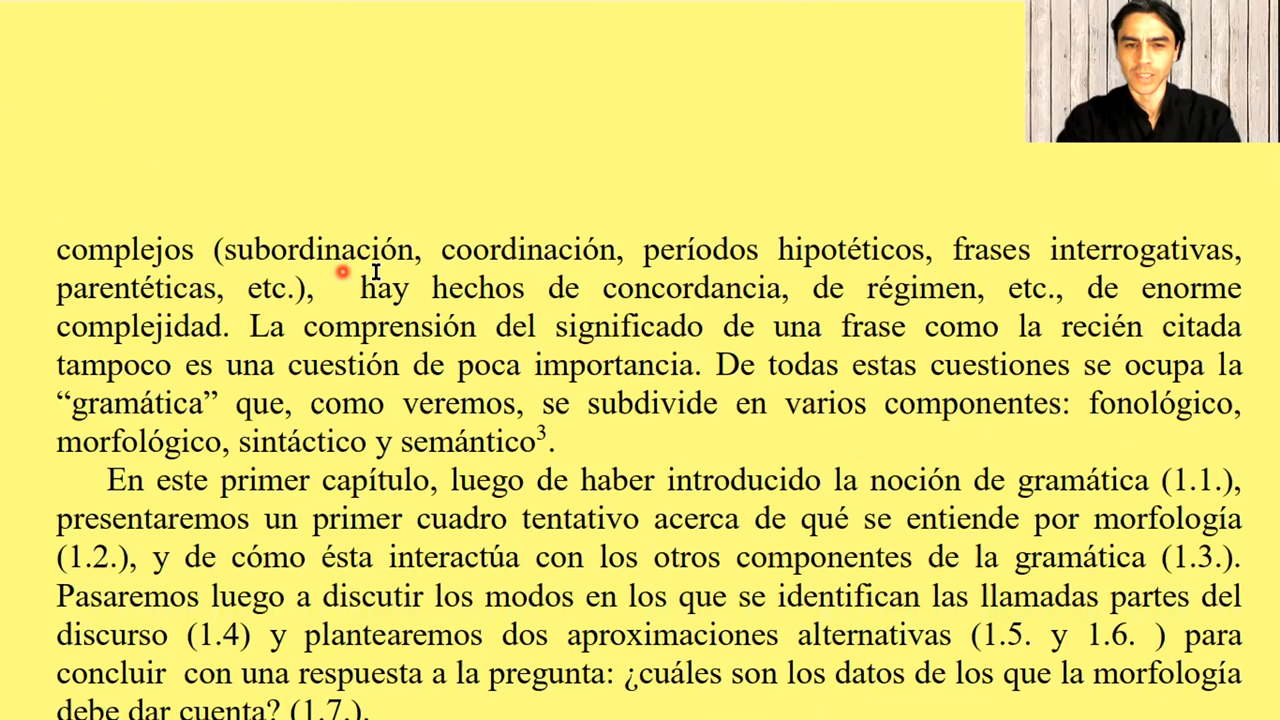 complejos (subordinación, coordinación, períodos hipotéticos, frases interrogativas,
parentéticas, etc.), hay hechos de concordancia, de régimen, etc., de enorme
complejidad. La comprensión del significado de una frase como la recién citada
tampoco es una cuestión de poca importancia. De todas estas cuestiones se ocupa la
“gramática” que, como veremos, se subdivide en varios componentes: fonológico,
morfológico, sintáctico y semántico³.
En este primer capítulo, luego de haber introducido la noción de gramática (1.1.),
presentaremos un primer cuadro tentativo acerca de qué se entiende por morfología
(1.2.), y de cómo ésta interactúa con los otros componentes de la gramática (1.3.).
Pasaremos luego a discutir los modos en los que se identifican las llamadas partes del
discurso (1.4) y plantearemos dos aproximaciones alternativas (1.5. y 1.6. ) para
concluir con una respuesta a la pregunta: ¿cuáles son los datos de los que la morfología
debe dar cuenta? (1.7.).